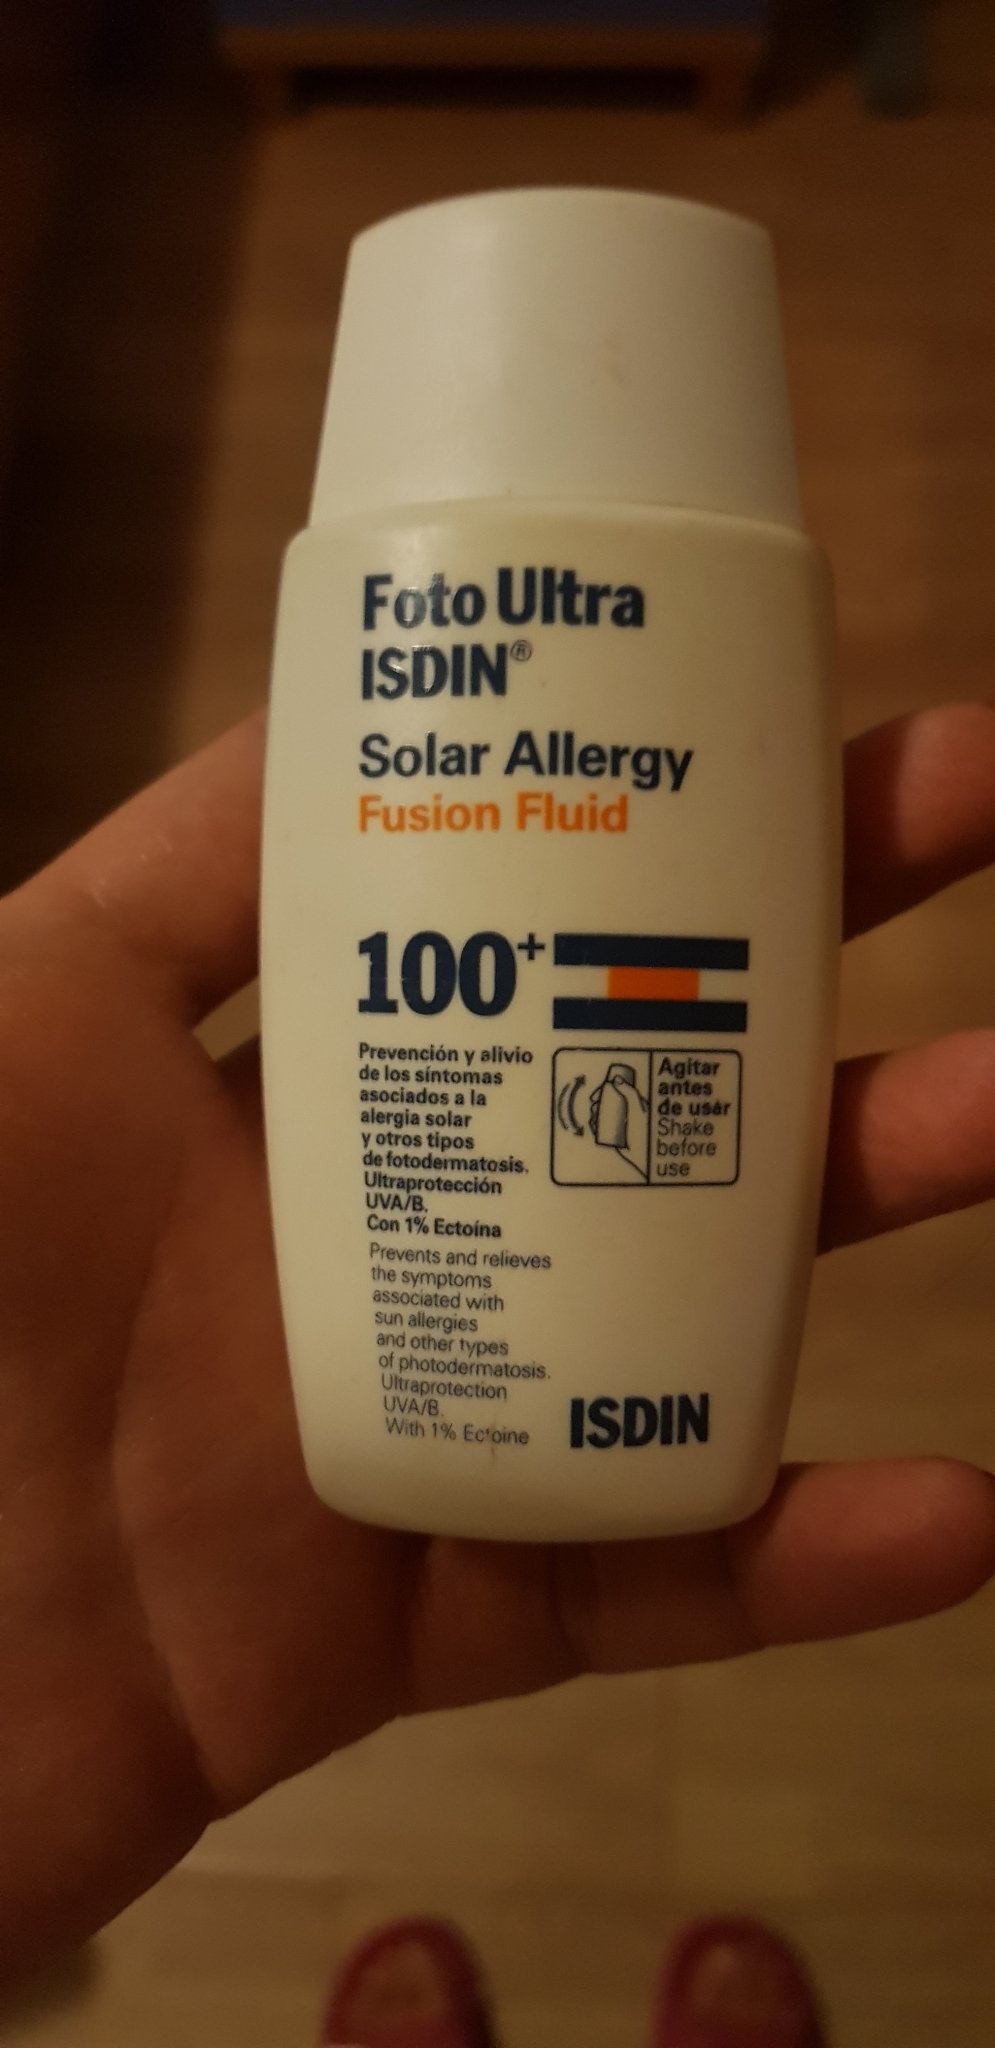 Foto Ultra
ISDIN®
Solar Allergy
Fusion Fluid
100+
Prevención y alivio
de los síntomas
asociados a la
alergia solar
y otros tipos
de fotodermatosis.
Ultraprotección
UVA/B.
Con 1% Ectoína
Agitar
antes
de usar
Shake
before
use
Prevents and relieves
the symptoms
associated with
sun allergies
and other types
of photodermatosis.
Ultraprotection
UVA/B.
With 1% Ectoine
ISDIN